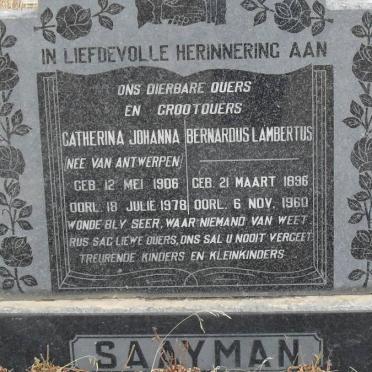 IN LIEFDEVOLLE HERINNERING AAN
ONS DIERBARE OUERS
EN GROOTOUERS
CATHERINA JOHANNA BERNARDUS LAMBERTUS
NEE VAN ANTWERPEN
GEB. 12 MEI 1906 GEB. 21 MAART 1896
OORL. 18 JULIE 1978 OORL. 6 NOV. 1960
WONDE BLY SEER, WAAR NIEMAND VAN WEET
RUS SAG LIEWE OUERS, ONS SAL U NOOIT VERGEET
TREURENDE KINDERS EN KLEINKINDERS
SAAYMAN